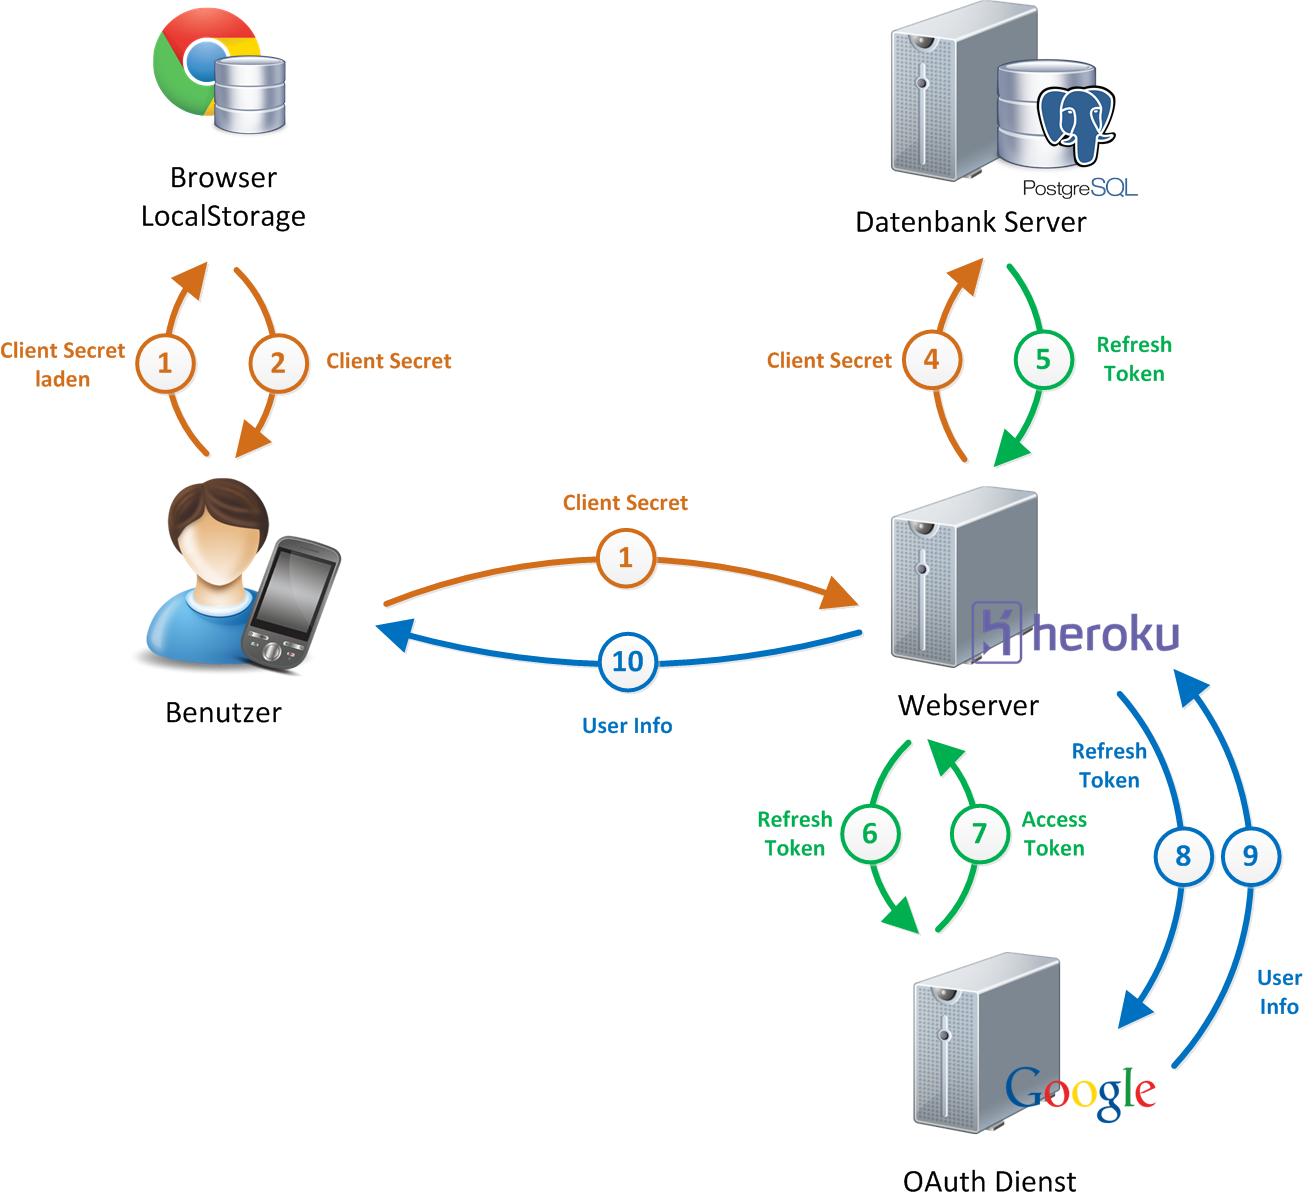 PostgreSQL
Browser
LocalStorage
Datenbank Server
Client Secret
laden
1
2
Client Secret
Client Secret
4
5
Refresh
Token
Client Secret
1
10
User Info
Benutzer
heroku
Webserver
Refresh
Token
6
7
Access
Token
Refresh
Token
8
9
User
Info
Google
OAuth Dienst